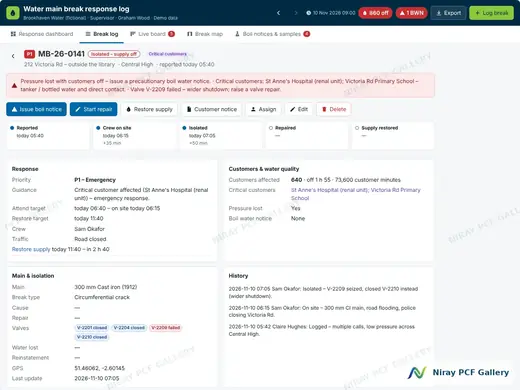 Water main break response log
Brookhaven Water (fictional) · Supervisor · Graham Wood · Demo data
10 Nov 2026 09:00
660 off
1 BWN
Export
Log break
Response dashboard
Break log
Live board
Break map
Boil notices & samples
P1 MB-26-0141 Isolated – supply off Critical customers
212 Victoria Rd – outside the library · Central High · reported today 05:40
Pressure lost with customers off – issue a precautionary boil water notice. · Critical customers: St Anne's Hospital (renal unit); Victoria Rd Primary School –
tanker / bottled water and direct contact. · Valve V-2209 failed – wider shutdown; raise a valve repair.
Issue boil notice
Start repair
Restore supply
Customer notice
Assign
Edit
Delete
Reported
today 05:40
Crew on site
today 06:15
+35 min
Isolated
today 07:05
+50 min
Repaired
—
Supply restored
—
Response
Priority P1 – Emergency
Guidance Critical customer affected (St Anne's Hospital (renal
unit)) – emergency response.
Attend target today 06:40 – on site today 06:15
Restore target today 11:40
Crew Sam Okafor
Traffic Road closed
Restore supply today 11:40 – in 2 h 40
Customers & water quality
Customers affected 640 · off 1 h 55 · 73,600 customer minutes
Critical customers St Anne's Hospital (renal unit); Victoria Rd Primary
School
Pressure lost Yes
Boil water notice None
Main & isolation
Main 300 mm Cast iron (1912)
Break type Circumferential crack
Cause —
Repair —
Valves V-2201 closed V-2204 closed V-2209 failed
V-2210 closed
Water lost —
Reinstatement —
GPS 51.46062, -2.60145
Last update 2026-11-10 07:05
History
2026-11-10 07:05 Sam Okafor: Isolated – V-2209 seized, closed V-2210 instead
(wider shutdown).
2026-11-10 06:15 Sam Okafor: On site – 300 mm CI main, road flooding, police
closing Victoria Rd.
2026-11-10 05:42 Claire Hughes: Logged – multiple calls, low pressure across
Central High.
NIRAY PCF GALLERY
Niray PCF Gallery